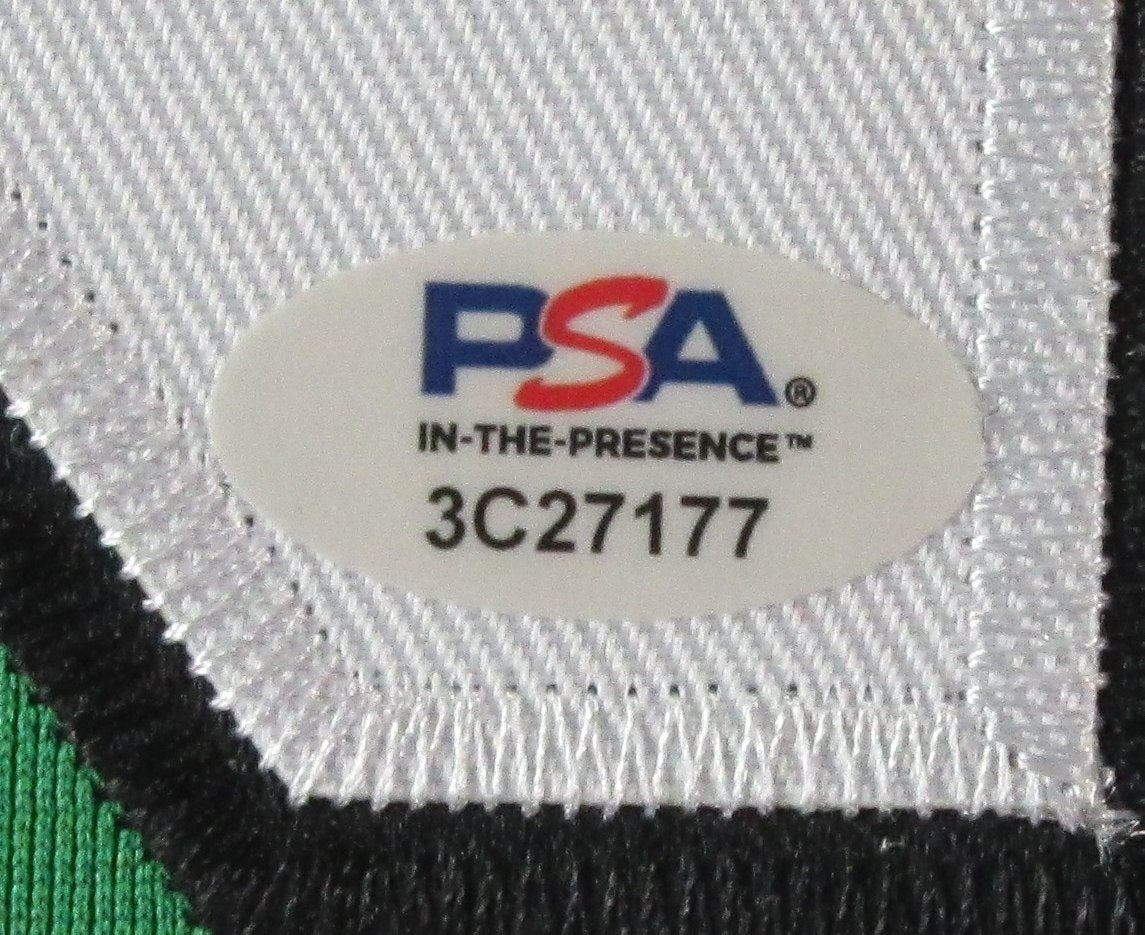 PSA®
IN-THE-PRESENCE™
3C27177